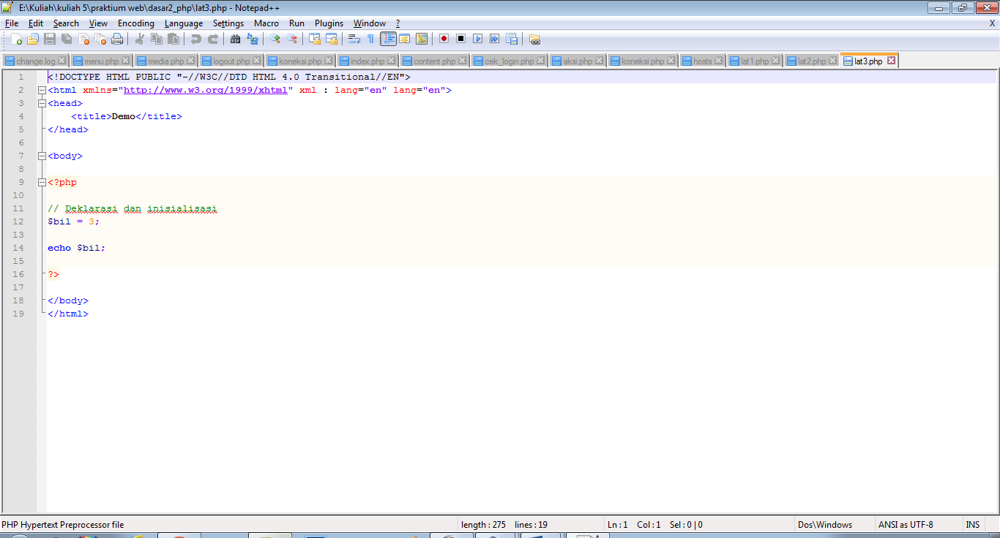 E:\Kuliah\kuliah 5\praktium web\dasar2_php\lat3.php - Notepad++
File Edit Search View Encoding Language Settings Macro Run Plugins Window ? X
change.log menu.php media.php logout.php koneksi.php index.php content.php cek_login.php aksi.php koneksi.php hosts lat1.php lat2.php lat3.php
1 <!DOCTYPE HTML PUBLIC "-//W3C//DTD HTML 4.0 Transitional//EN">
2 <html xmlns="http://www.w3.org/1999/xhtml" xml : lang="en" lang="en">
3 <head>
4 <title>Demo</title>
5 </head>
6
7 <body>
8
9 <?php
10
11 // Deklarasi dan inisialisasi
12 $bil = 3;
13
14 echo $bil;
15
16 ?>
17
18 </body>
19 </html>
PHP Hypertext Preprocessor file length : 275 lines : 19 Ln : 1 Col : 1 Sel : 0 | 0 Dos\Windows ANSI as UTF-8 INS